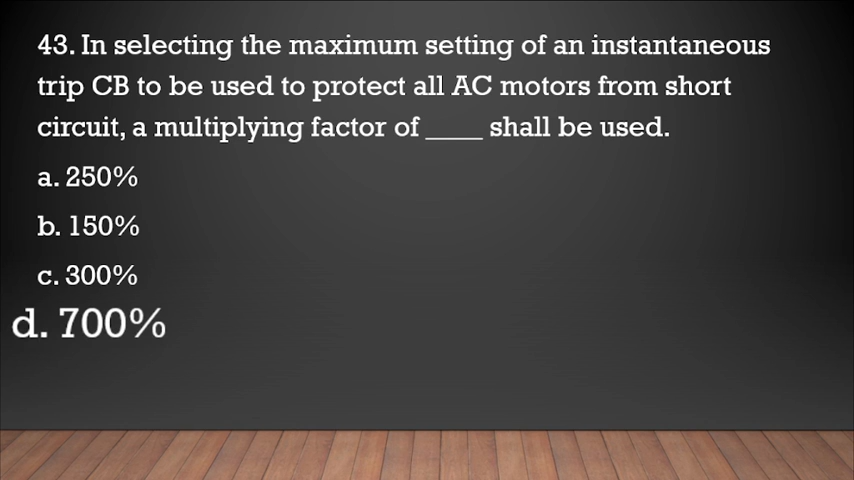 43. In selecting the maximum setting of an instantaneous
trip CB to be used to protect all AC motors from short
circuit, a multiplying factor of ____ shall be used.
a. 250%
b. 150%
c. 300%
d. 700%